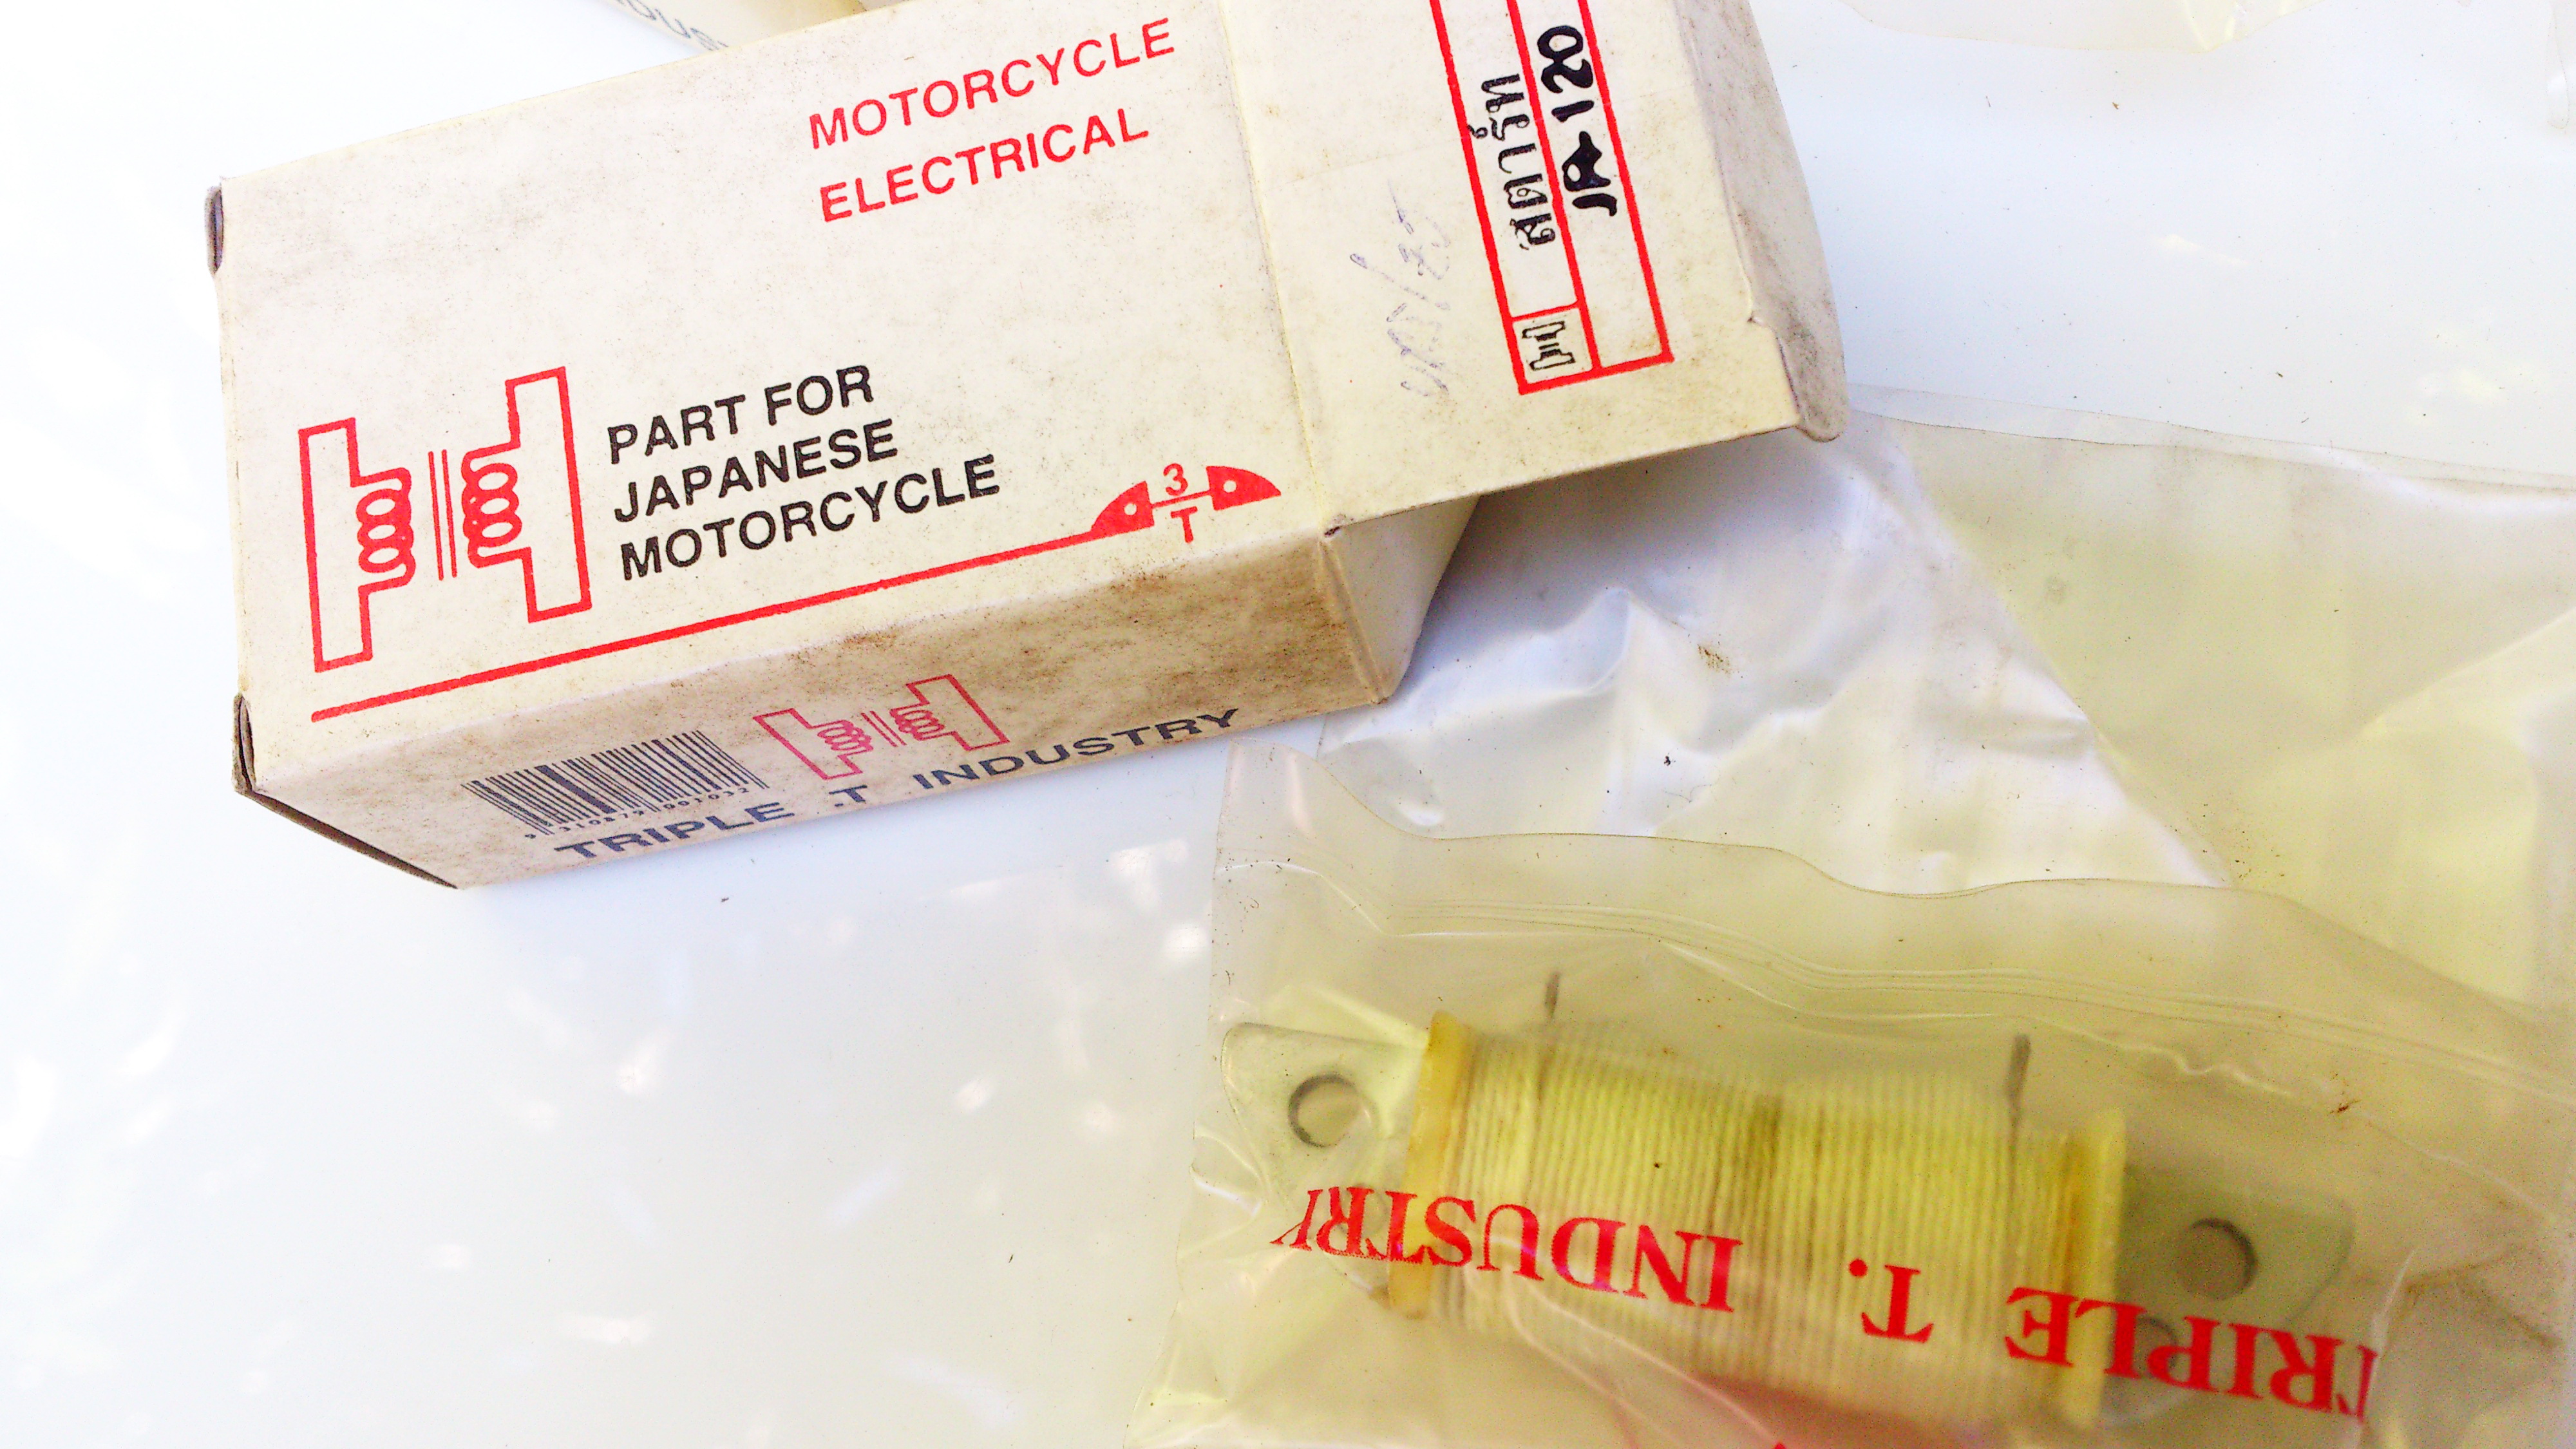 MOTORCYCLE
ELECTRICAL
PART FOR
JAPANESE
MOTORCYCLE
3
T
สตาร์ท
JR·120
TRIPLE .T INDUSTRY
TRIPLE T. INDUSTRY